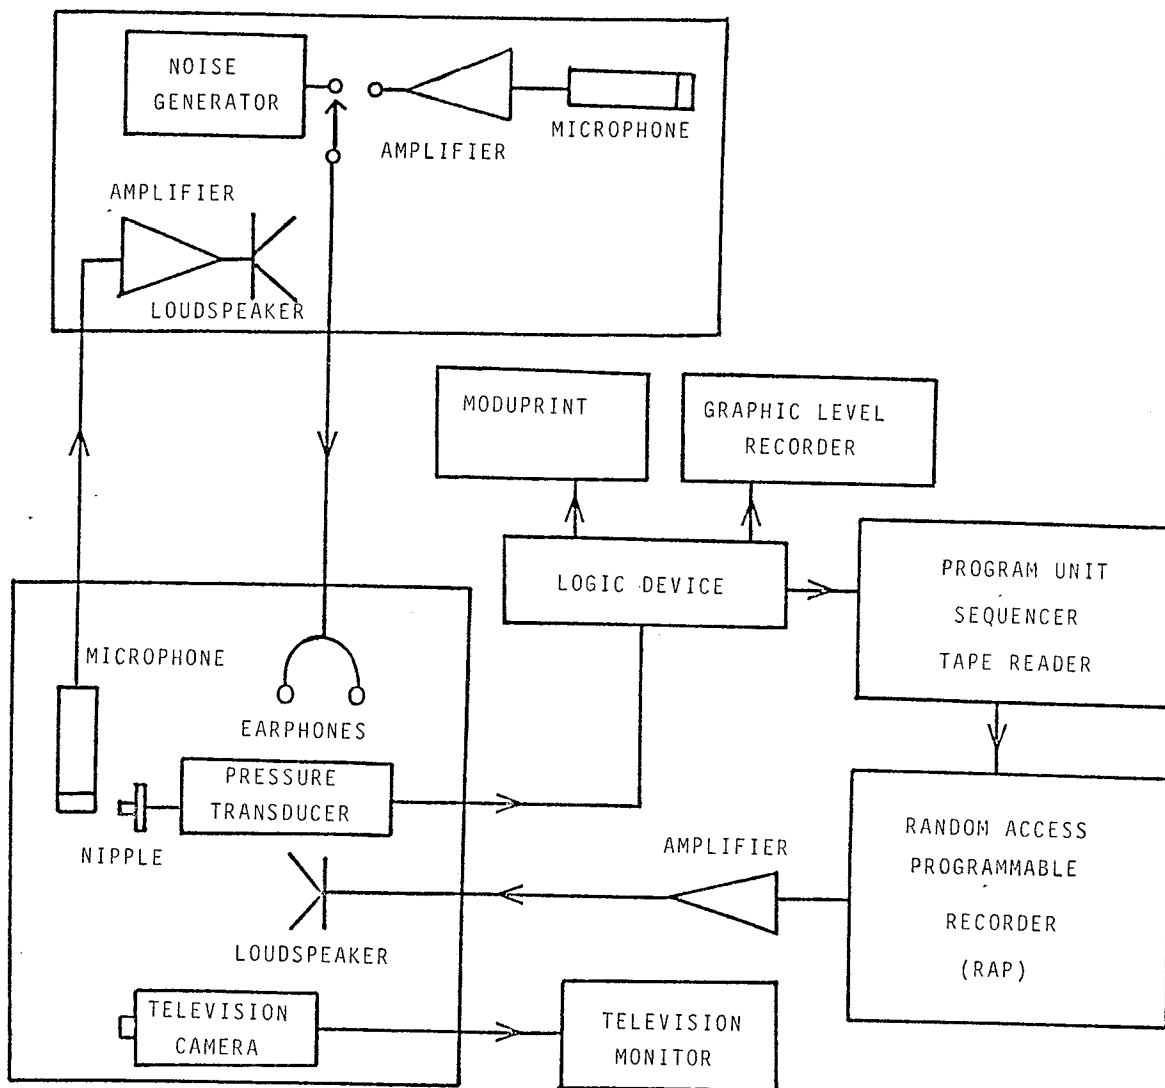 NOISE
GENERATOR
AMPLIFIER
MICROPHONE
AMPLIFIER
LOUDSPEAKER
MODUPRINT
GRAPHIC LEVEL
RECORDER
LOGIC DEVICE
PROGRAM UNIT
SEQUENCER
TAPE READER
MICROPHONE
EARPHONES
PRESSURE
TRANSDUCER
NIPPLE
AMPLIFIER
RANDOM ACCESS
PROGRAMMABLE
RECORDER
(RAP)
LOUDSPEAKER
TELEVISION
CAMERA
TELEVISION
MONITOR